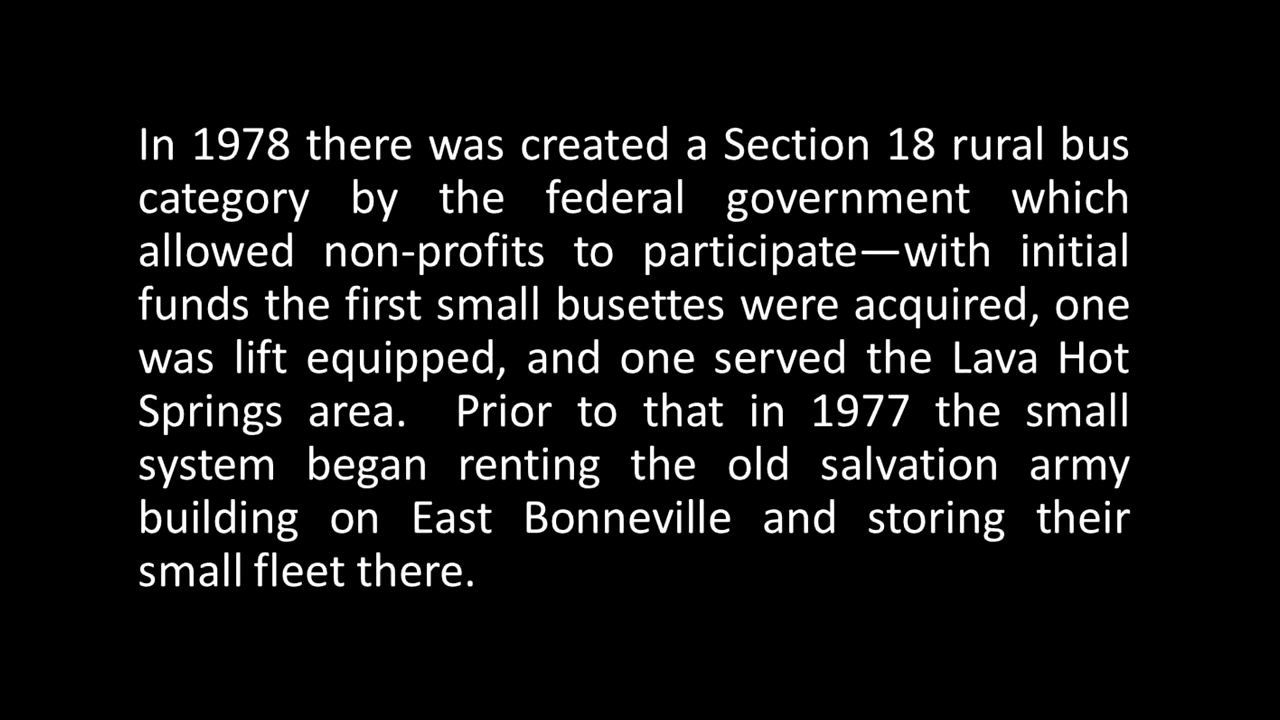 In 1978 there was created a Section 18 rural bus
category by the federal government which
allowed non-profits to participate—with initial
funds the first small busettes were acquired, one
was lift equipped, and one served the Lava Hot
Springs area.  Prior to that in 1977 the small
system began renting the old salvation army
building on East Bonneville and storing their
small fleet there.